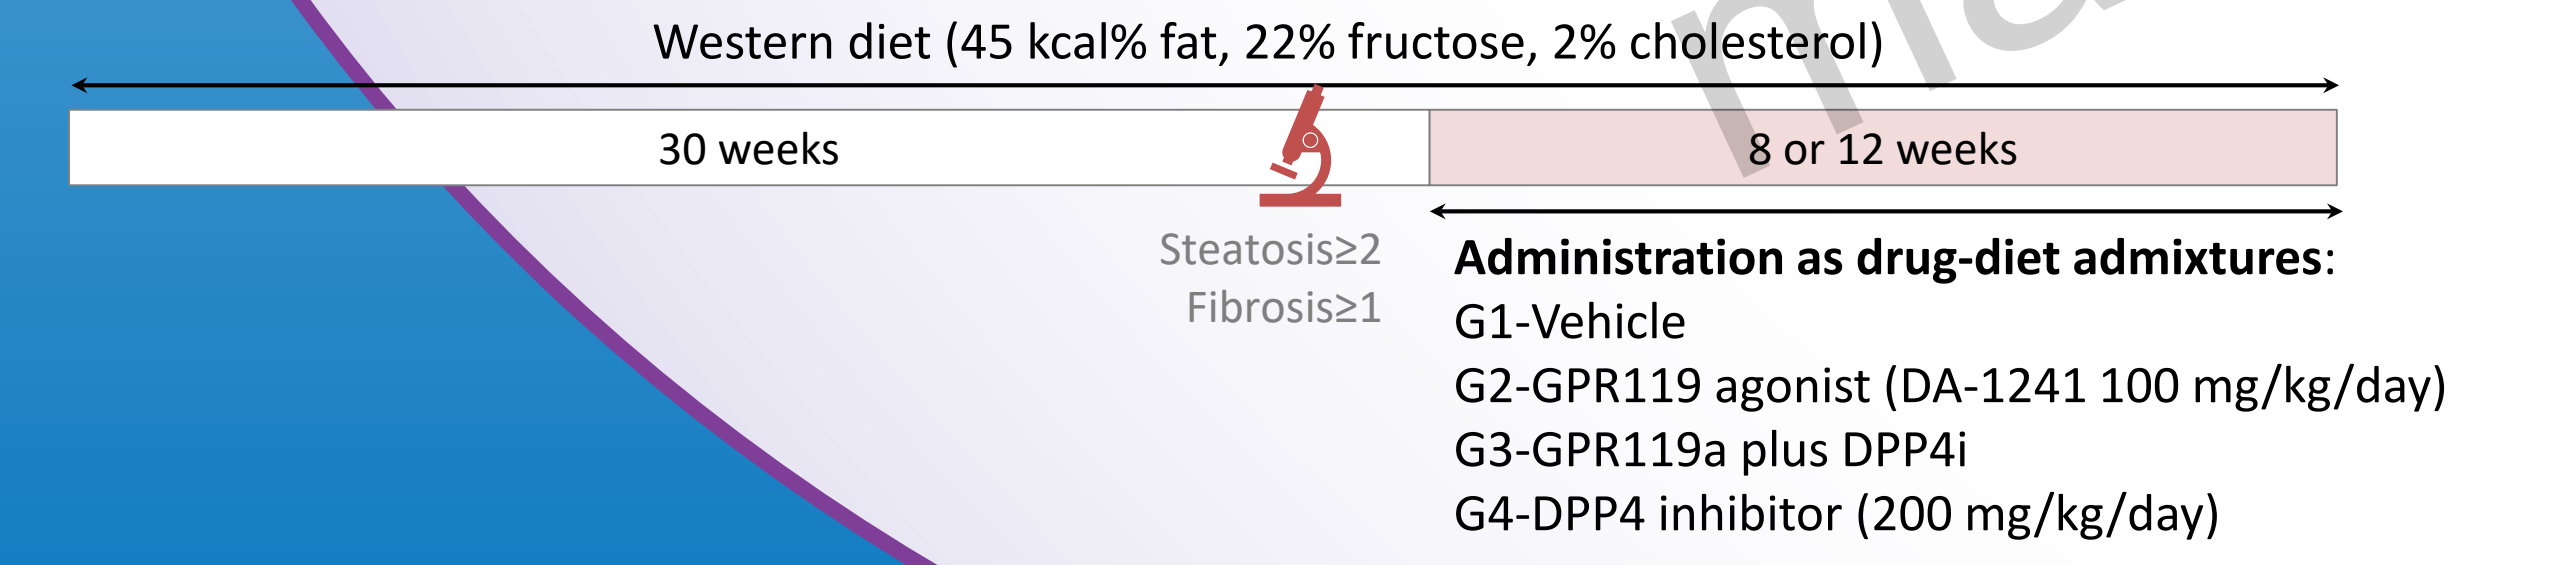 Western diet (45 kcal% fat, 22% fructose, 2% cholesterol)
30 weeks
8 or 12 weeks
Steatosis≥2
Fibrosis≥1
Administration as drug-diet admixtures:
G1-Vehicle
G2-GPR119 agonist (DA-1241 100 mg/kg/day)
G3-GPR119a plus DPP4i
G4-DPP4 inhibitor (200 mg/kg/day)